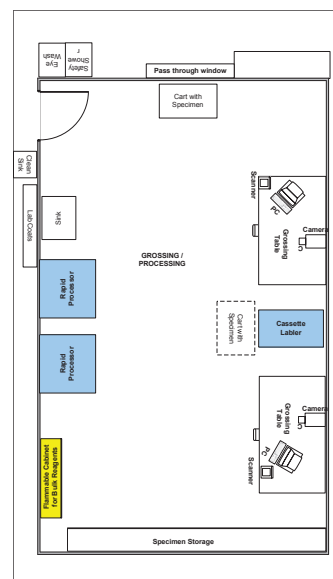 Eye
Wash
Safety
Showe
r
Pass through window
Cart with
Specimen
Clean
Sink
Lab Coats
Sink
Scanner
PC
Camera
C
Grossing
Table
GROSSING /
PROCESSING
Rapid
Processor
Cart with
Specimen
Cassette
Labler
Rapid
Processor
Camera
C
Grossing
Table
PC
Scanner
Flammable Cabinet
for Bulk Reagents
Specimen Storage